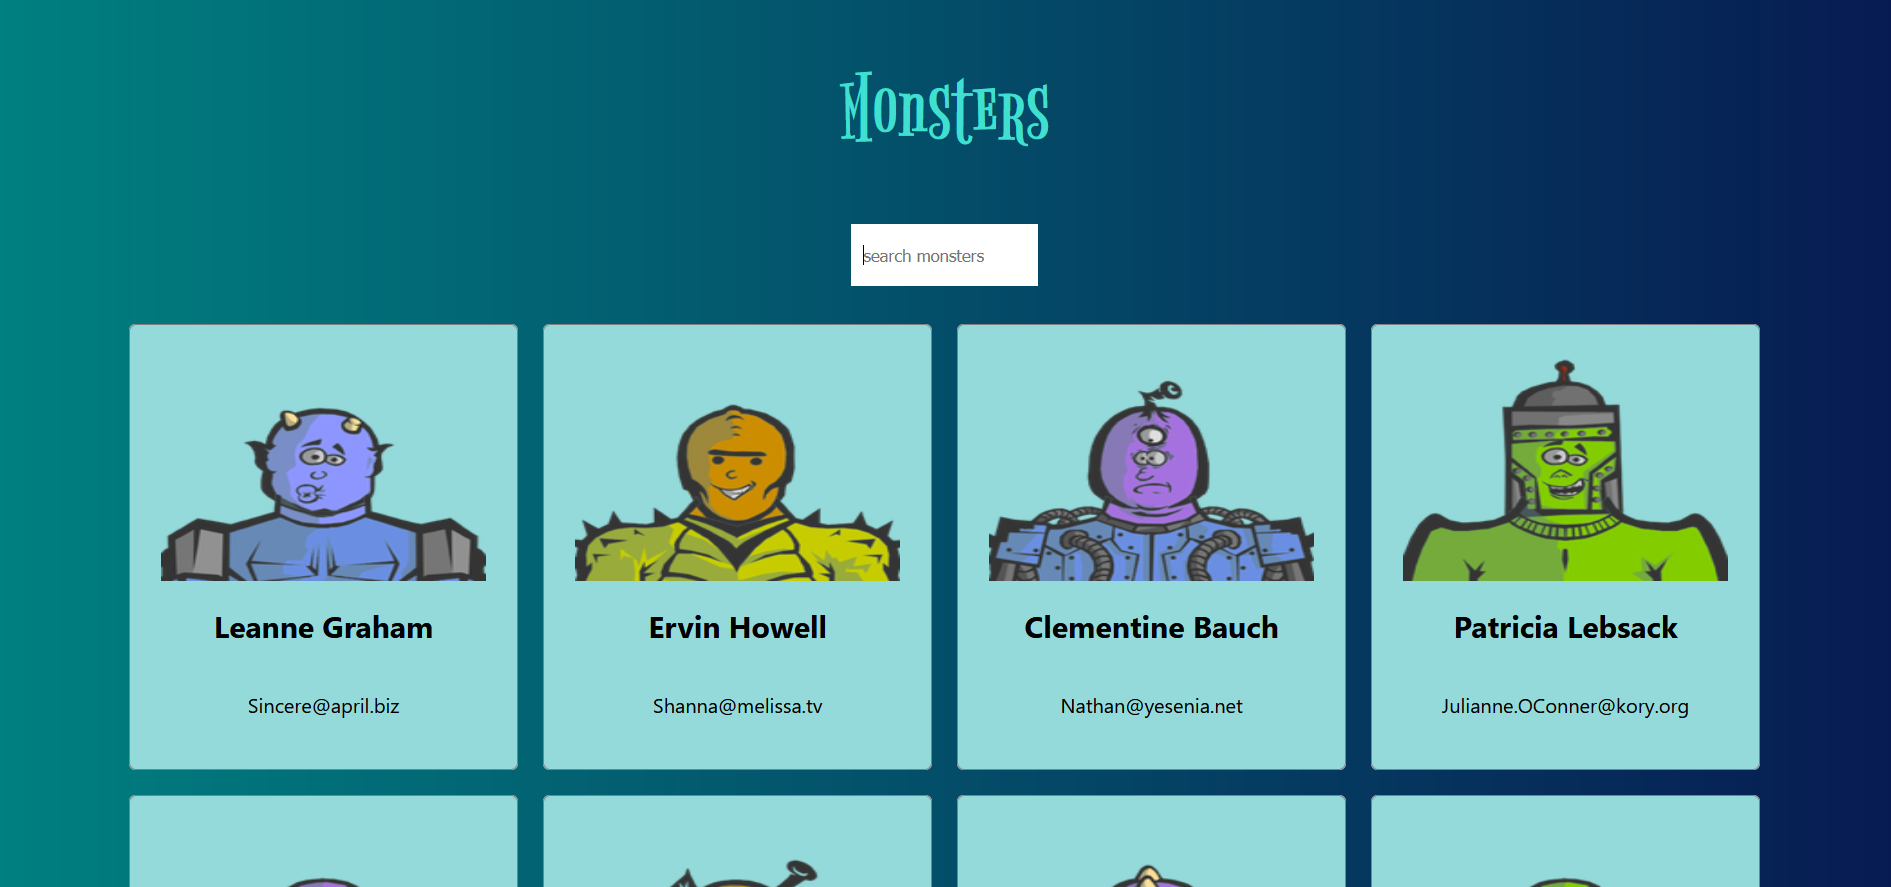 Monsters
search monsters
Leanne Graham
Ervin Howell
Clementine Bauch
Patricia Lebsack
Sincere@april.biz
Shanna@melissa.tv
Nathan@yesenia.net
Julianne.OConner@kory.org